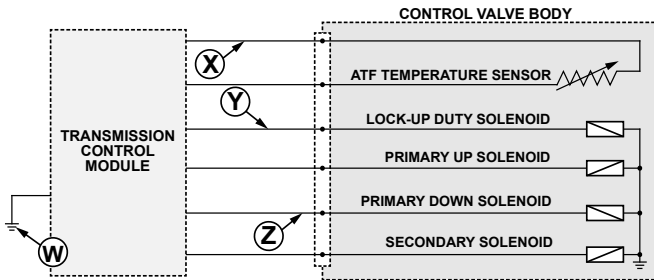 CONTROL VALVE BODY
X
ATF TEMPERATURE SENSOR
Y
LOCK-UP DUTY SOLENOID
TRANSMISSION
CONTROL
MODULE
PRIMARY UP SOLENOID
PRIMARY DOWN SOLENOID
Z
W
SECONDARY SOLENOID